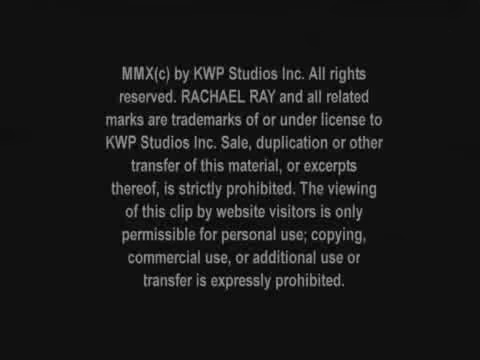 MMX(c) by KWP Studios Inc. All rights
reserved. RACHAEL RAY and all related
marks are trademarks of or under license to
KWP Studios Inc. Sale, duplication or other
transfer of this material, or excerpts
thereof, is strictly prohibited. The viewing
of this clip by website visitors is only
permissible for personal use; copying,
commercial use, or additional use or
transfer is expressly prohibited.